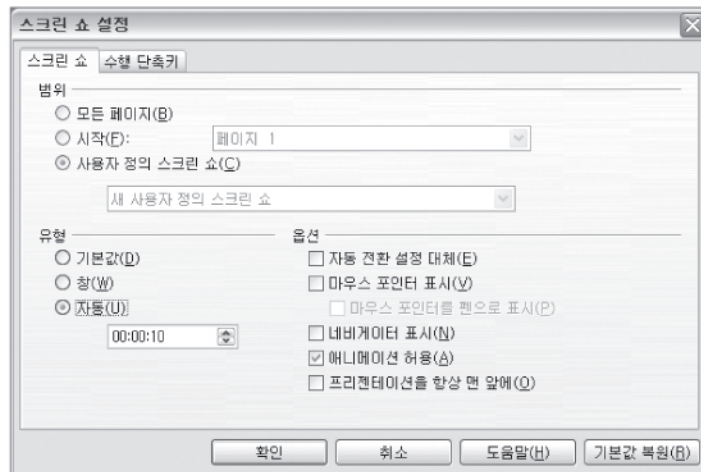 스크린 쇼 설정
스크린 쇼 수행 단축키
범위
모든 페이지(B)
시작(F): 페이지 1
사용자 정의 스크린 쇼(C)
새 사용자 정의 스크린 쇼
유형 옵션
기본값(D) 자동 전환 설정 대체(E)
창(W) 마우스 포인터 표시(V)
자동(U) 마우스 포인터를 펜으로 표시(P)
00:00:10 네비게이터 표시(N)
애니메이션 허용(A)
프리젠테이션을 항상 맨 앞에(O)
확인 취소 도움말(H) 기본값 복원(R)